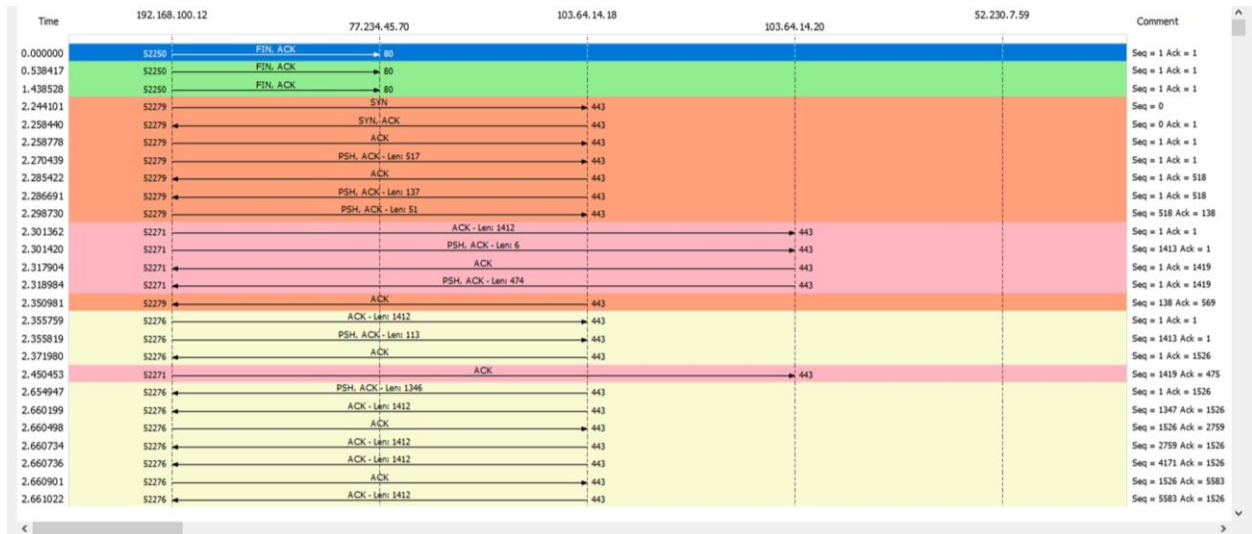 Time 192.168.100.12 77.234.45.70 103.64.14.18 103.64.14.20 52.230.7.59 Comment
0.000000 52250 FIN, ACK 80 Seq = 1 Ack = 1
0.538417 52250 FIN, ACK 80 Seq = 1 Ack = 1
1.438528 52250 FIN, ACK 80 Seq = 1 Ack = 1
2.244101 52279 SYN 443 Seq = 0
2.258440 52279 SYN, ACK 443 Seq = 0 Ack = 1
2.258778 52279 ACK 443 Seq = 1 Ack = 1
2.270439 52279 PSH, ACK - Len: 517 443 Seq = 1 Ack = 1
2.285422 52279 ACK 443 Seq = 1 Ack = 518
2.286691 52279 PSH, ACK - Len: 137 443 Seq = 1 Ack = 518
2.298730 52279 PSH, ACK - Len: 51 443 Seq = 518 Ack = 138
2.301362 52271 ACK - Len: 1412 443 Seq = 1 Ack = 1
2.301420 52271 PSH, ACK - Len: 6 443 Seq = 1413 Ack = 1
2.317904 52271 ACK 443 Seq = 1 Ack = 1419
2.318984 52271 PSH, ACK - Len: 474 443 Seq = 1 Ack = 1419
2.350981 52279 ACK 443 Seq = 138 Ack = 569
2.355759 52276 ACK - Len: 1412 443 Seq = 1 Ack = 1
2.355819 52276 PSH, ACK - Len: 113 443 Seq = 1413 Ack = 1
2.371980 52276 ACK 443 Seq = 1 Ack = 1526
2.450453 52271 ACK 443 Seq = 1419 Ack = 475
2.654947 52276 PSH, ACK - Len: 1346 443 Seq = 1 Ack = 1526
2.660199 52276 ACK - Len: 1412 443 Seq = 1347 Ack = 1526
2.660498 52276 ACK 443 Seq = 1526 Ack = 2759
2.660734 52276 ACK - Len: 1412 443 Seq = 2759 Ack = 1526
2.660736 52276 ACK - Len: 1412 443 Seq = 4171 Ack = 1526
2.660901 52276 ACK 443 Seq = 1526 Ack = 5583
2.661022 52276 ACK - Len: 1412 443 Seq = 5583 Ack = 1526